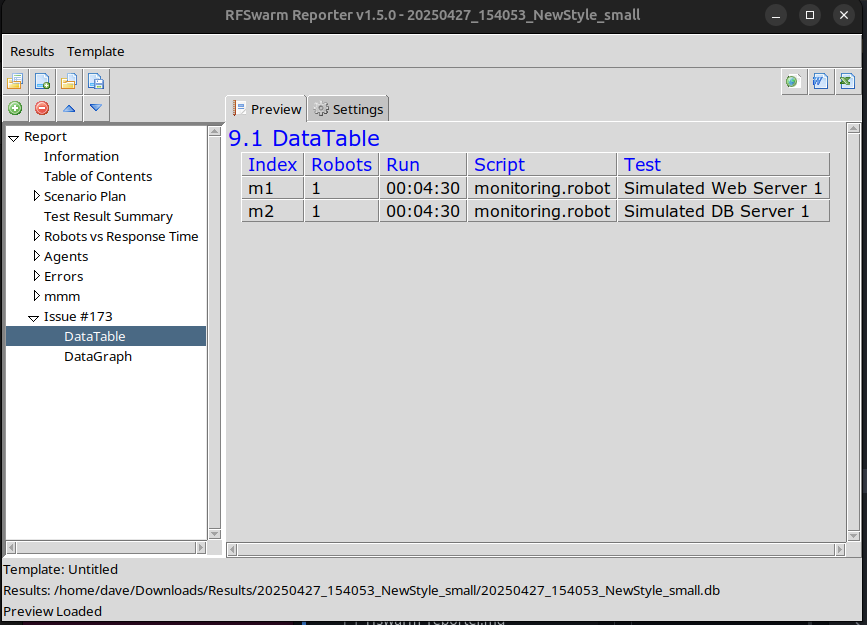 RFSwarm Reporter v1.5.0 - 20250427_154053_NewStyle_small
Results Template
Preview Settings
Report
Information
Table of Contents
Scenario Plan
Test Result Summary
Robots vs Response Time
Agents
Errors
mmm
Issue #173
DataTable
DataGraph
9.1 DataTable
Index Robots Run Script Test
m1 1 00:04:30 monitoring.robot Simulated Web Server 1
m2 1 00:04:30 monitoring.robot Simulated DB Server 1
Template: Untitled
Results: /home/dave/Downloads/Results/20250427_154053_NewStyle_small/20250427_154053_NewStyle_small.db
Preview Loaded